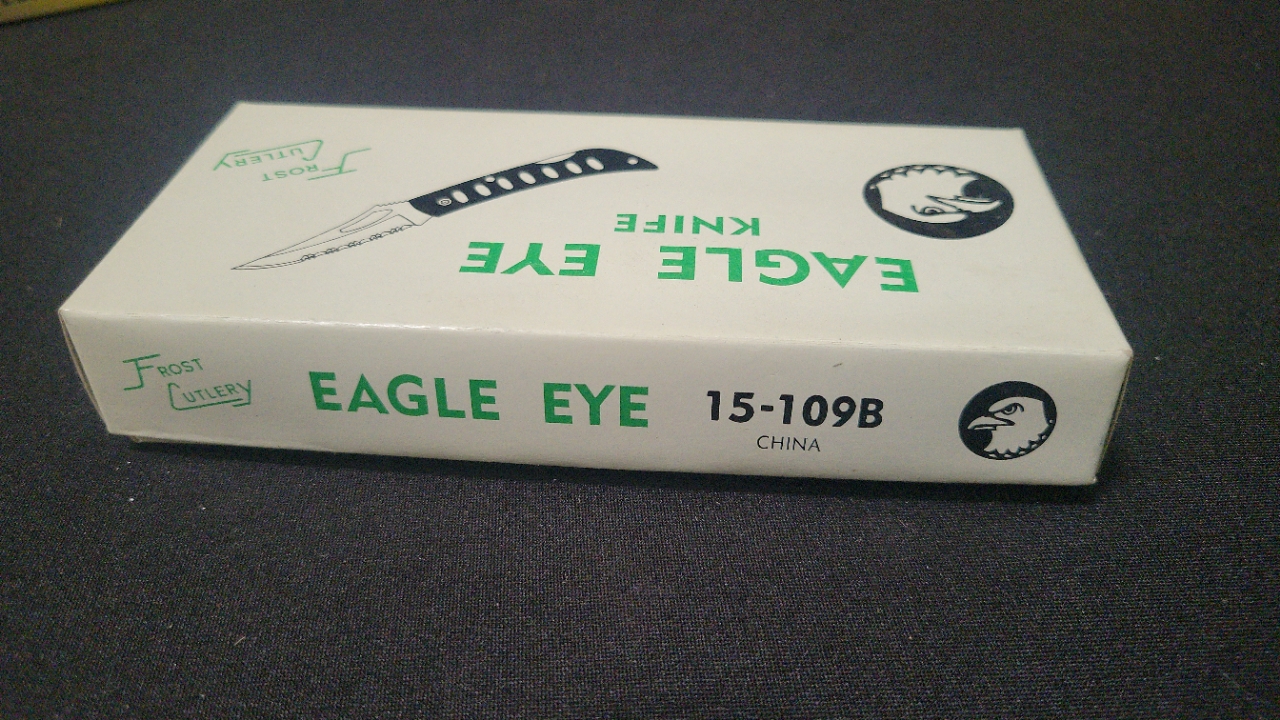 FROST
CUTLERY
EAGLE EYE
KNIFE
FROST
CUTLERY
EAGLE EYE
15-109B
CHINA